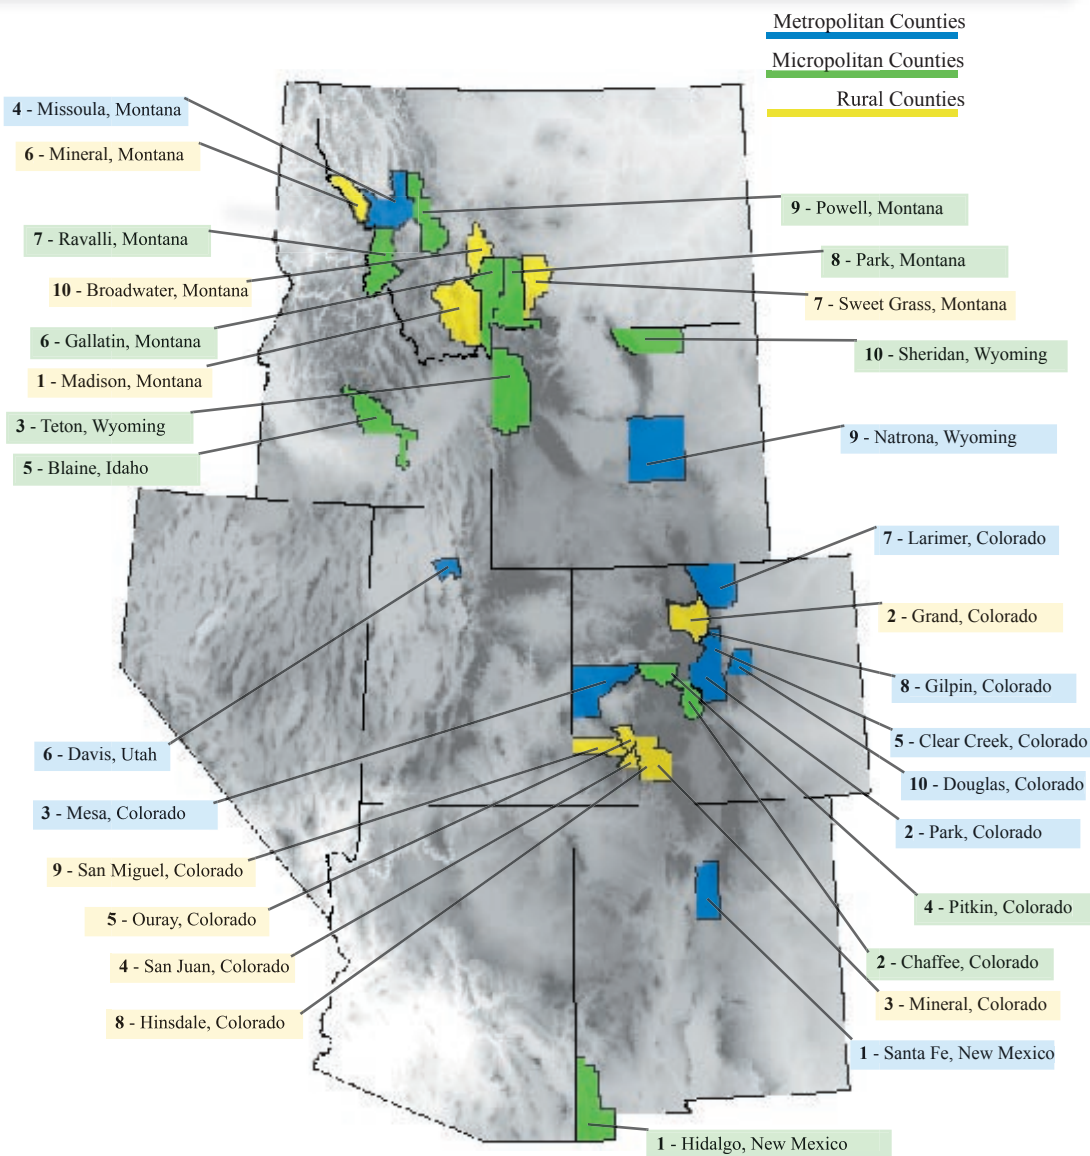 Metropolitan Counties
Micropolitan Counties
Rural Counties
4 - Missoula, Montana
6 - Mineral, Montana
9 - Powell, Montana
7 - Ravalli, Montana
8 - Park, Montana
10 - Broadwater, Montana
7 - Sweet Grass, Montana
6 - Gallatin, Montana
10 - Sheridan, Wyoming
1 - Madison, Montana
3 - Teton, Wyoming
9 - Natrona, Wyoming
5 - Blaine, Idaho
7 - Larimer, Colorado
2 - Grand, Colorado
8 - Gilpin, Colorado
5 - Clear Creek, Colorado
6 - Davis, Utah
10 - Douglas, Colorado
3 - Mesa, Colorado
2 - Park, Colorado
9 - San Miguel, Colorado
4 - Pitkin, Colorado
5 - Ouray, Colorado
2 - Chaffee, Colorado
4 - San Juan, Colorado
3 - Mineral, Colorado
8 - Hinsdale, Colorado
1 - Santa Fe, New Mexico
1 - Hidalgo, New Mexico